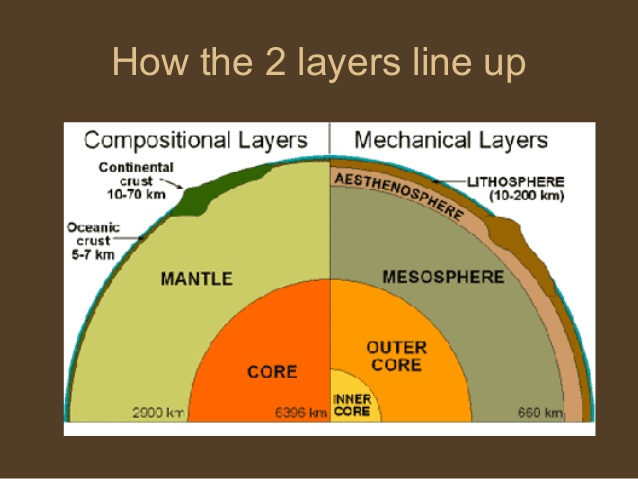 How the 2 layers line up
Compositional Layers
Mechanical Layers
Continental
crust
10-70 km
Oceanic
crust
5-7 km
MANTLE
CORE
2900 km
6396 km
AESTHENOSPHERE
LITHOSPHERE
(10-200 km)
MESOSPHERE
OUTER
CORE
INNER
CORE
660 km